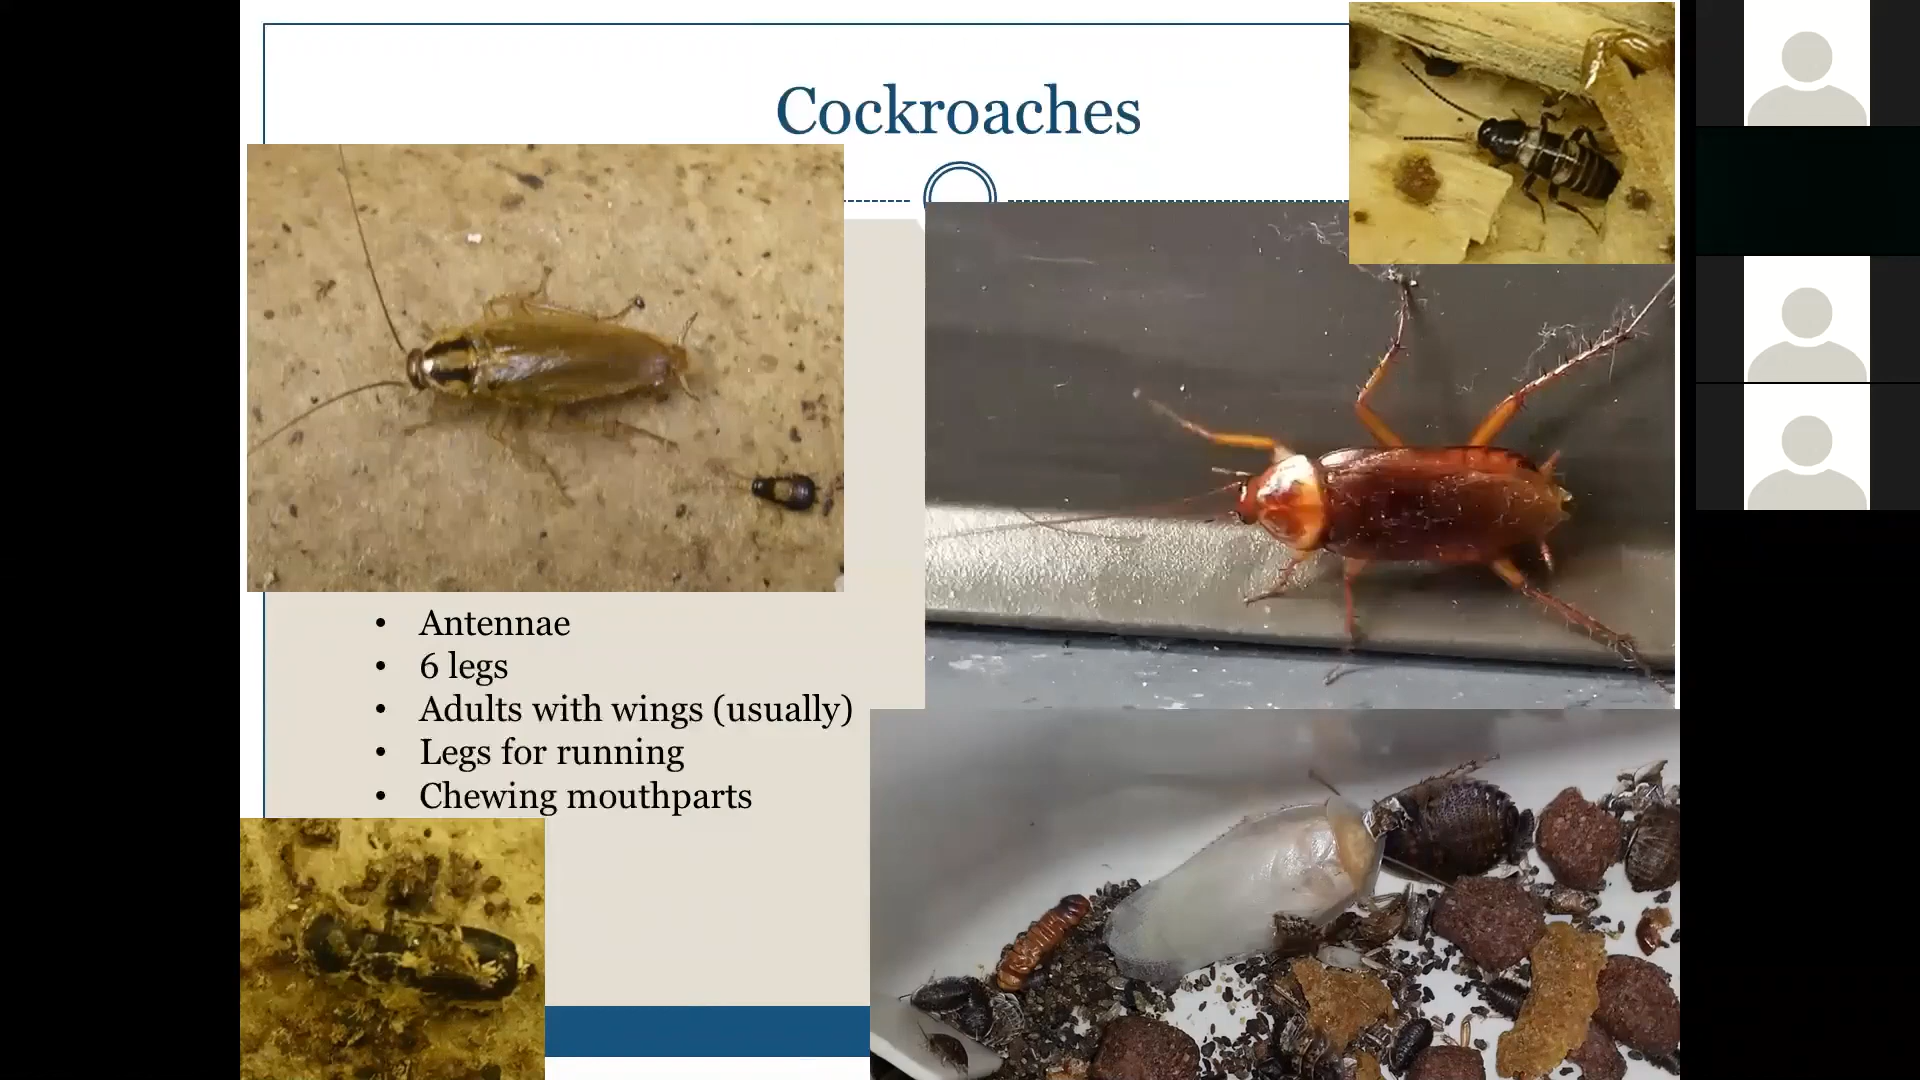 Cockroaches
• Antennae
• 6 legs
• Adults with wings (usually)
• Legs for running
• Chewing mouthparts